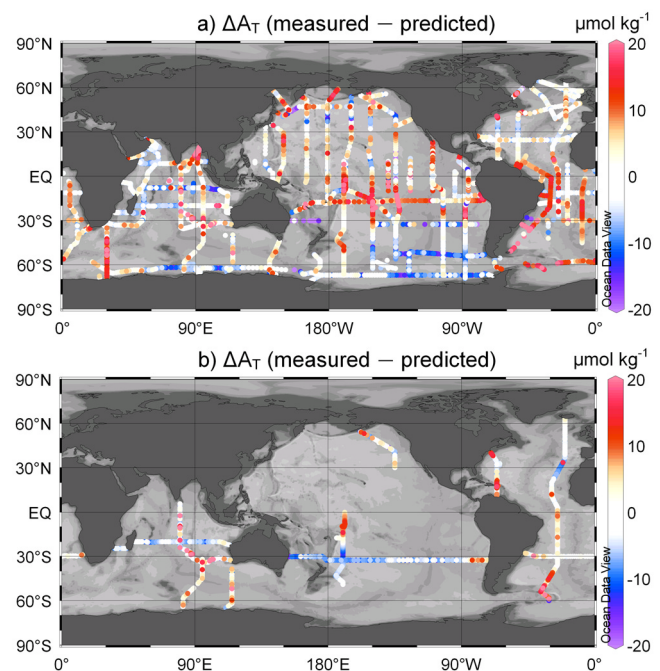 a) ΔA_T (measured − predicted) μmol kg⁻¹
90°N 20
60°N
30°N 10
EQ 0
30°S -10
60°S
90°S -20
Ocean Data View
0° 90°E 180°W 90°W 0°
b) ΔA_T (measured − predicted) μmol kg⁻¹
90°N 20
60°N
30°N 10
EQ 0
30°S -10
60°S
90°S -20
Ocean Data View
0° 90°E 180°W 90°W 0°